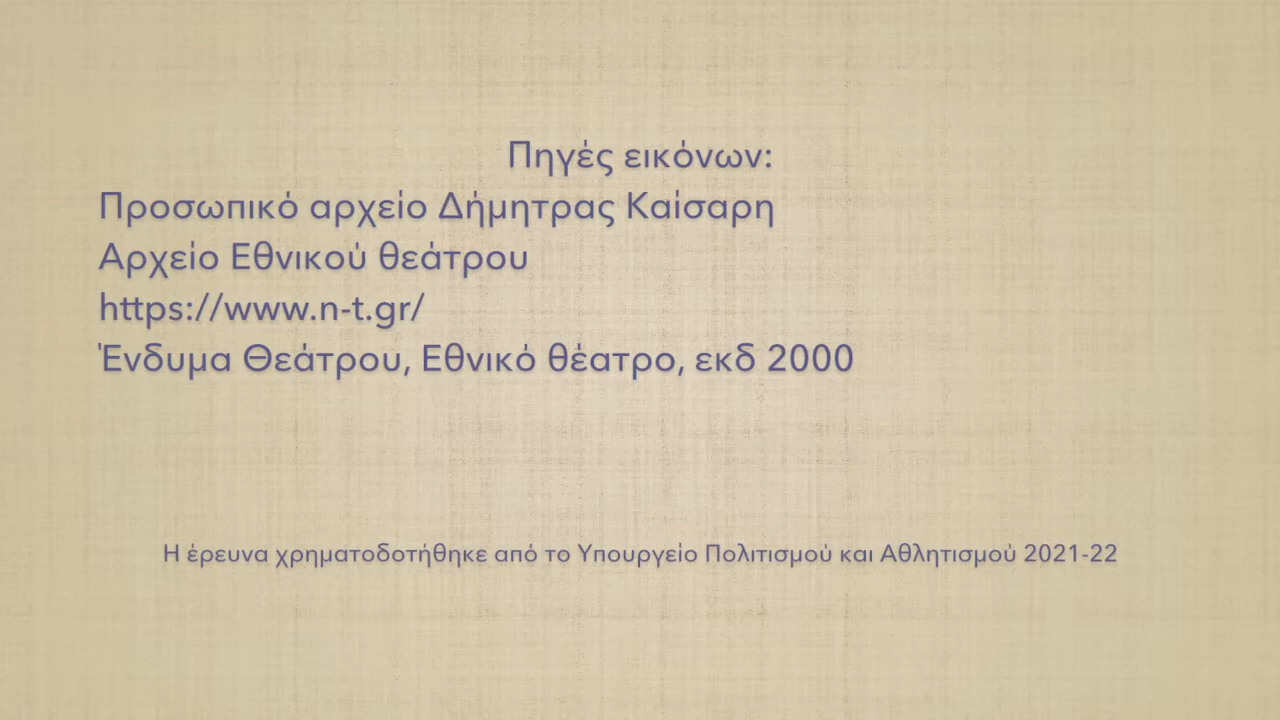 Πηγές εικόνων:
Προσωπικό αρχείο Δήμητρας Καίσαρη
Αρχείο Εθνικού θεάτρου
https://www.n-t.gr/
Ένδυμα Θεάτρου, Εθνικό θέατρο, εκδ 2000
Η έρευνα χρηματοδοτήθηκε από το Υπουργείο Πολιτισμού και Αθλητισμού 2021-22